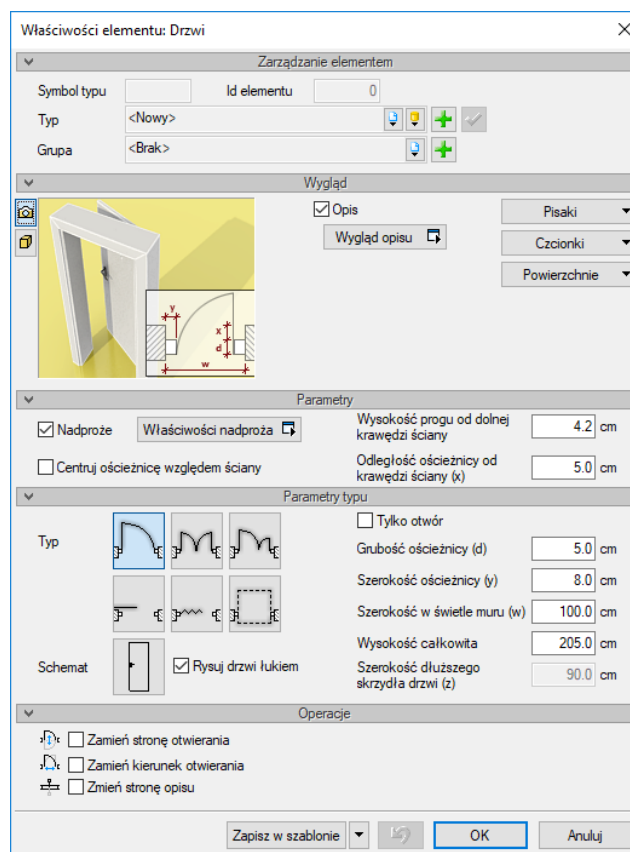 Właściwości elementu: Drzwi
Zarządzanie elementem
Symbol typu
Id elementu 0
Typ <Nowy>
Grupa <Brak>
Wygląd
Opis
Pisaki
Wygląd opisu
Czcionki
Powierzchnie
y
x
d
w
Parametry
Nadproże
Właściwości nadproża
Wysokość progu od dolnej
krawędzi ściany
4.2 cm
Centruj ościeżnicę względem ściany
Odległość ościeżnicy od
krawędzi ściany (x)
5.0 cm
Parametry typu
Typ
Tylko otwór
Grubość ościeżnicy (d) 5.0 cm
Szerokość ościeżnicy (y) 8.0 cm
Szerokość w świetle muru (w) 100.0 cm
Wysokość całkowita 205.0 cm
Schemat
Rysuj drzwi łukiem
Szerokość dłuższego
skrzydła drzwi (z)
90.0 cm
Operacje
Zamień stronę otwierania
Zamień kierunek otwierania
Zmień stronę opisu
Zapisz w szablonie
OK
Anuluj